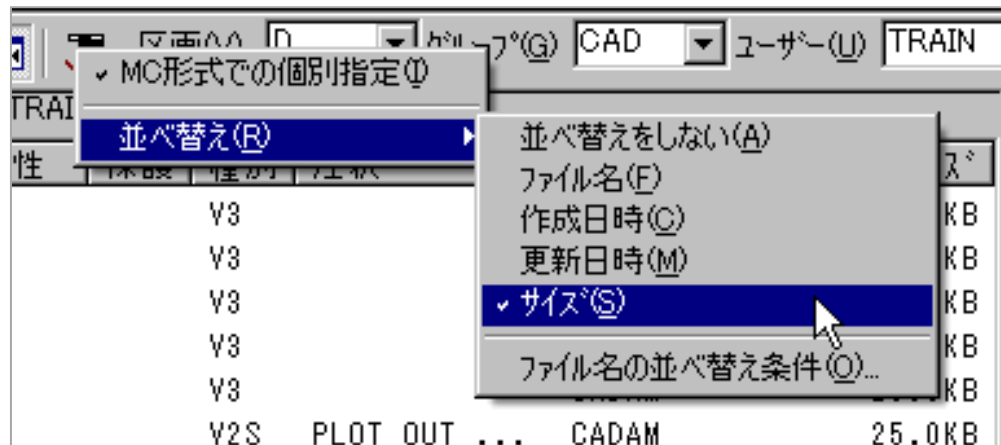 D ｸﾞﾙｰﾌﾟ(G) CAD ﾕｰｻﾞｰ(U) TRAIN
MC形式での個別指定(I)
TRAI
並べ替え(R)
並べ替えをしない(A)
性
ﾌｧｲﾙ名(F)
V3 作成日時(C) KB
V3 更新日時(M) KB
V3 ｻｲｽﾞ(S) KB
V3 KB
ﾌｧｲﾙ名の並べ替え条件(O)...
V3 KB
V2S PLOT OUT ... CADAM 25.0KB